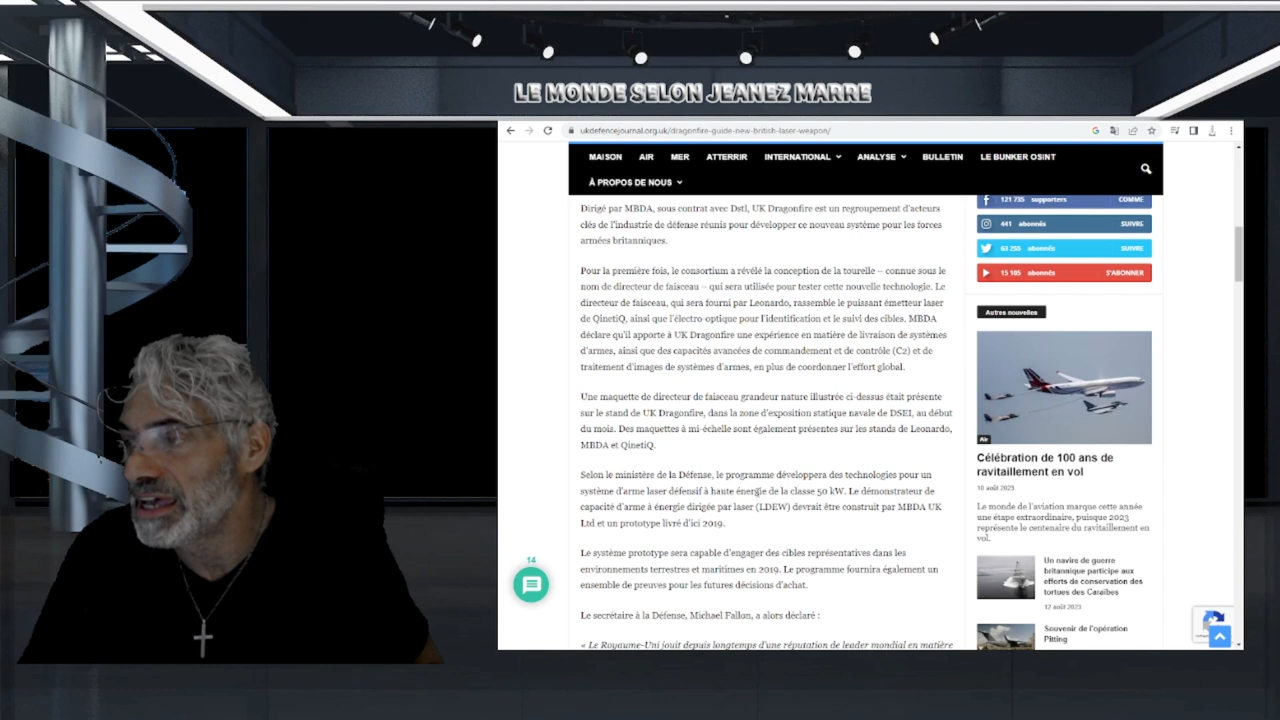 LE MONDE SELON JEANEZ MARRE
ukdefencejournal.org.uk/dragonfire-guide-new-british-laser-weapon/
MAISON AIR MER ATTERRIR INTERNATIONAL ANALYSE BULLETIN LE BUNKER OSINT
À PROPOS DE NOUS
Dirigé par MBDA, sous contrat avec Dstl, UK Dragonfire est un regroupement d'acteurs
clés de l'industrie de défense réunis pour développer ce nouveau système pour les forces
armées britanniques.
Pour la première fois, le consortium a révélé la conception de la tourelle – connue sous le
nom de directeur de faisceau – qui sera utilisée pour tester cette nouvelle technologie. Le
directeur de faisceau, qui sera fourni par Leonardo, rassemble le puissant émetteur laser
de QinetiQ, ainsi que l'électro-optique pour l'identification et le suivi des cibles. MBDA
déclare qu'il apporte à UK Dragonfire une expérience en matière de livraison de systèmes
d'armes, ainsi que des capacités avancées de commandement et de contrôle (C2) et de
traitement d'images de systèmes d'armes, en plus de coordonner l'effort global.
Une maquette de directeur de faisceau grandeur nature illustrée ci-dessus était présente
sur le stand de UK Dragonfire, dans la zone d'exposition statique navale de DSEI, au début
du mois. Des maquettes à mi-échelle sont également présentes sur les stands de Leonardo,
MBDA et QinetiQ.
Selon le ministère de la Défense, le programme développera des technologies pour un
système d'arme laser défensif à haute énergie de la classe 50 kW. Le démonstrateur de
capacité d'arme à énergie dirigée par laser (LDEW) devrait être construit par MBDA UK
Ltd et un prototype livré d'ici 2019.
Le système prototype sera capable d'engager des cibles représentatives dans les
environnements terrestres et maritimes en 2019. Le programme fournira également un
ensemble de preuves pour les futures décisions d'achat.
Le secrétaire à la Défense, Michael Fallon, a alors déclaré :
« Le Royaume-Uni jouit depuis longtemps d'une réputation de leader mondial en matière
14
121 735 supporters COMME
441 abonnés SUIVRE
63 255 abonnés SUIVRE
15 105 abonnés S'ABONNER
Autres nouvelles
Air
Célébration de 100 ans de
ravitaillement en vol
10 août 2023
Le monde de l'aviation marque cette année
une étape extraordinaire, puisque 2023
représente le centenaire du ravitaillement en
vol.
Un navire de guerre
britannique participe aux
efforts de conservation des
tortues des Caraïbes
12 août 2023
Souvenir de l'opération
Pitting